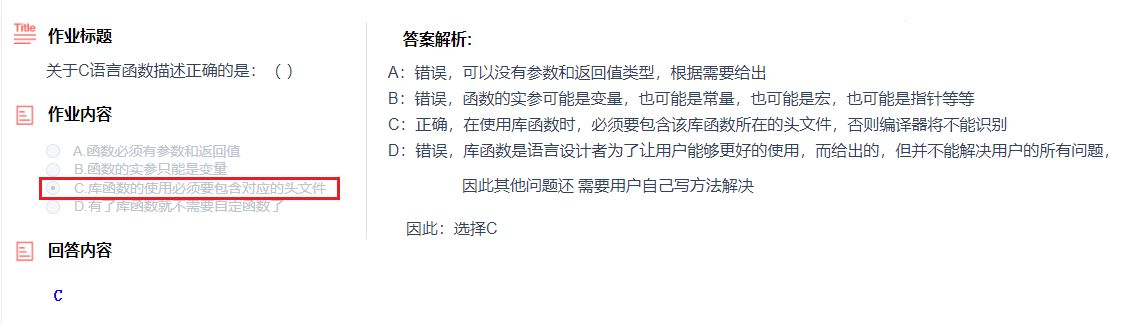 Title
作业标题
关于C语言函数描述正确的是：（ ）
作业内容
A.函数必须有参数和返回值
B.函数的实参只能是变量
C.库函数的使用必须要包含对应的头文件
D.有了库函数就不需要自定函数了
回答内容
C
答案解析：
A：错误，可以没有参数和返回值类型，根据需要给出
B：错误，函数的实参可能是变量，也可能是常量，也可能是宏，也可能是指针等等
C：正确，在使用库函数时，必须要包含该库函数所在的头文件，否则编译器将不能识别
D：错误，库函数是语言设计者为了让用户能够更好的使用，而给出的，但并不能解决用户的所有问题，
因此其他问题还 需要用户自己写方法解决
因此：选择C